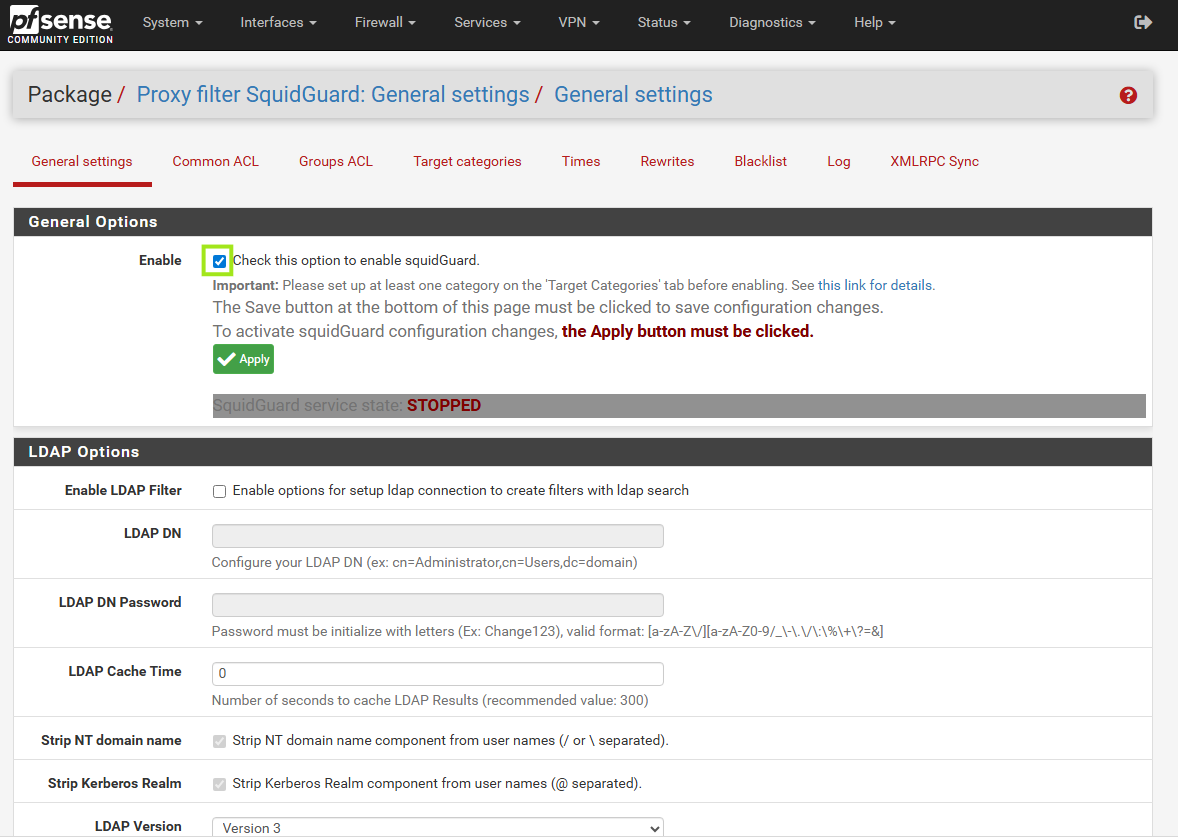 pfsense
COMMUNITY EDITION
System Interfaces Firewall Services VPN Status Diagnostics Help
Package / Proxy filter SquidGuard: General settings / General settings
General settings Common ACL Groups ACL Target categories Times Rewrites Blacklist Log XMLRPC Sync
General Options
Enable Check this option to enable squidGuard.
Important: Please set up at least one category on the 'Target Categories' tab before enabling. See this link for details.
The Save button at the bottom of this page must be clicked to save configuration changes.
To activate squidGuard configuration changes, the Apply button must be clicked.
Apply
SquidGuard service state: STOPPED
LDAP Options
Enable LDAP Filter Enable options for setup ldap connection to create filters with ldap search
LDAP DN
Configure your LDAP DN (ex: cn=Administrator,cn=Users,dc=domain)
LDAP DN Password
Password must be initialize with letters (Ex: Change123), valid format: [a-zA-Z\/][a-zA-Z0-9/_\-\.\/\:\%\+\?=&]
LDAP Cache Time 0
Number of seconds to cache LDAP Results (recommended value: 300)
Strip NT domain name Strip NT domain name component from user names (/ or \ separated).
Strip Kerberos Realm Strip Kerberos Realm component from user names (@ separated).
LDAP Version Version 3